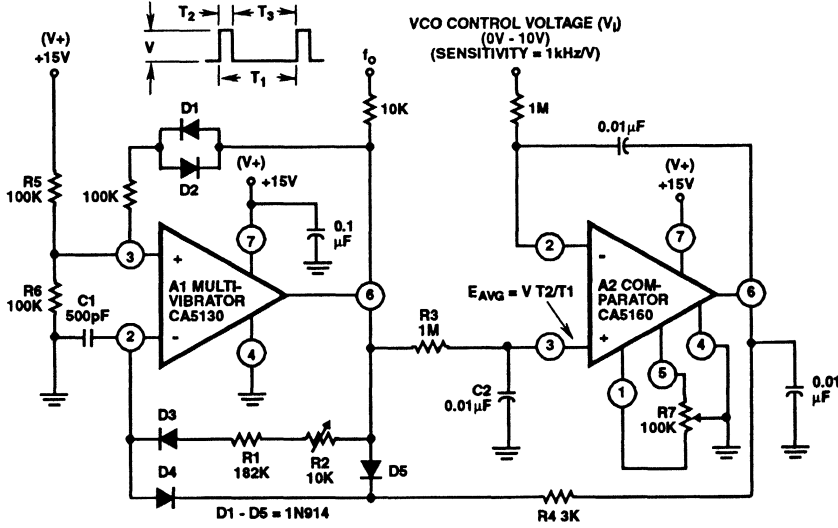 T2
T3
V
T1
(V+)
+15V
fo
VCO CONTROL VOLTAGE (VI)
(0V - 10V)
(SENSITIVITY = 1kHz/V)
D1
D2
10K
1M
0.01μF
R5
100K
100K
(V+)
+15V
(V+)
+15V
0.1
μF
7
7
3
+
2
-
R6
100K
C1
500pF
A1 MULTI-
VIBRATOR
CA5130
6
EAVG = V T2/T1
A2 COM-
PARATOR
CA5160
6
2
-
4
R3
1M
3
+
4
5
1
C2
0.01μF
R7
100K
0.01
μF
D3
R1
182K
R2
10K
D5
D4
D1 - D5 = 1N914
R4 3K